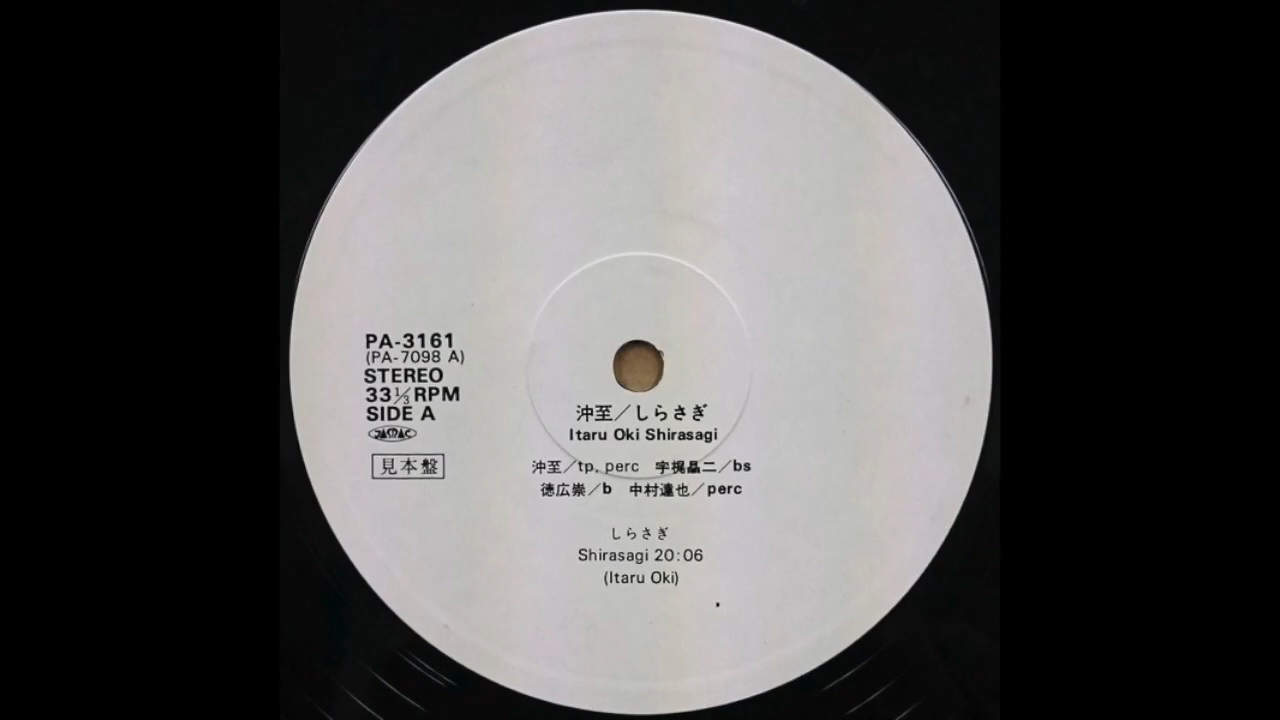 PA-3161
(PA-7098 A)
STEREO
33⅓RPM
SIDE A
JAMAC
見本盤
沖至／しらさぎ
Itaru Oki Shirasagi
沖至／tp, perc 宇梶晶二／bs
徳広崇／b 中村達也／perc
しらさぎ
Shirasagi 20:06
(Itaru Oki)